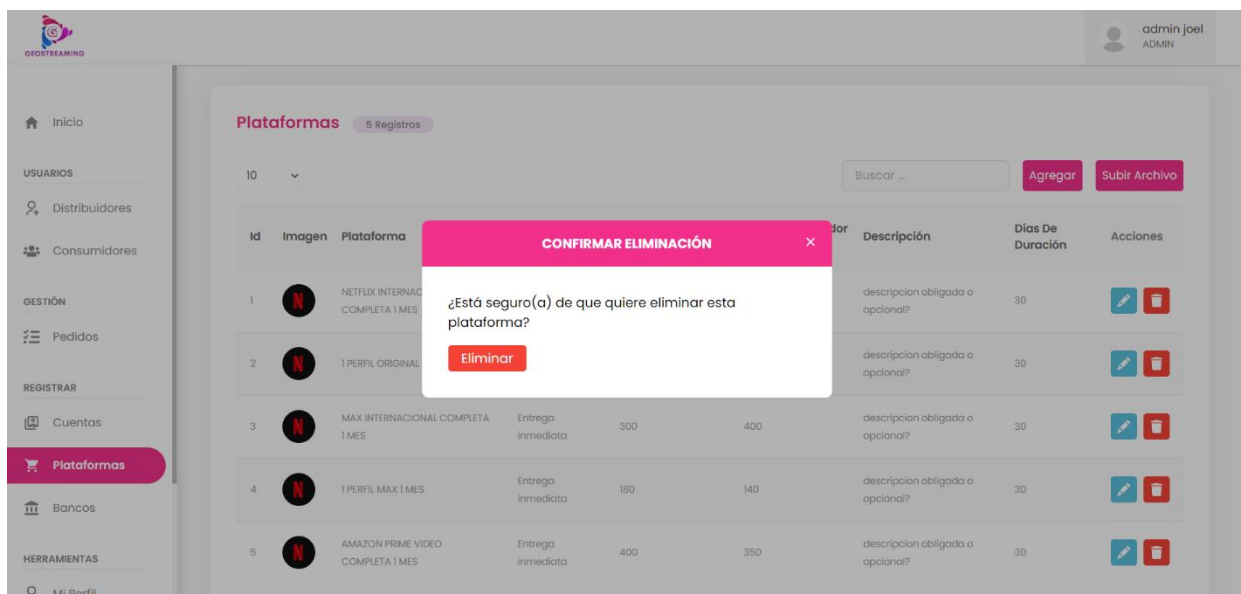 GEOSTREAMING
admin joel
ADMIN
Inicio
USUARIOS
Distribuidores
Consumidores
GESTIÓN
Pedidos
REGISTRAR
Cuentas
Plataformas
Bancos
HERRAMIENTAS
Mi Perfil
Plataformas 5 Registros
10
Buscar ...
Agregar
Subir Archivo
Id Imagen Plataforma dor Descripción Días De Duración Acciones
1 NETFLIX INTERNAC
COMPLETA 1 MES
descripcion obligada o
opcional?
30
2 1 PERFIL ORIGINAL
descripcion obligada o
opcional?
30
3 MAX INTERNACIONAL COMPLETA
1 MES
Entrega
inmediata
300 400
descripcion obligada o
opcional?
30
4 1 PERFIL MAX 1 MES
Entrega
inmediata
180 140
descripcion obligada o
opcional?
30
5 AMAZON PRIME VIDEO
COMPLETA 1 MES
Entrega
inmediata
400 350
descripcion obligada o
opcional?
30
CONFIRMAR ELIMINACIÓN ×
¿Está seguro(a) de que quiere eliminar esta
plataforma?
Eliminar